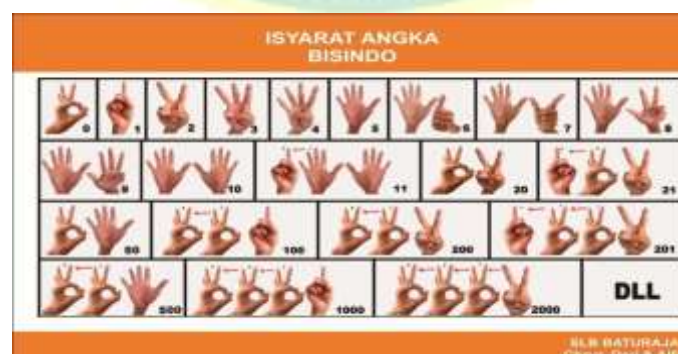 ISYARAT ANGKA
BISINDO
0 1 2 3 4 5 6 7 8
9 10 11 20 21
50 100 200 201
500 1000 2000 DLL
SLB BATURAJA